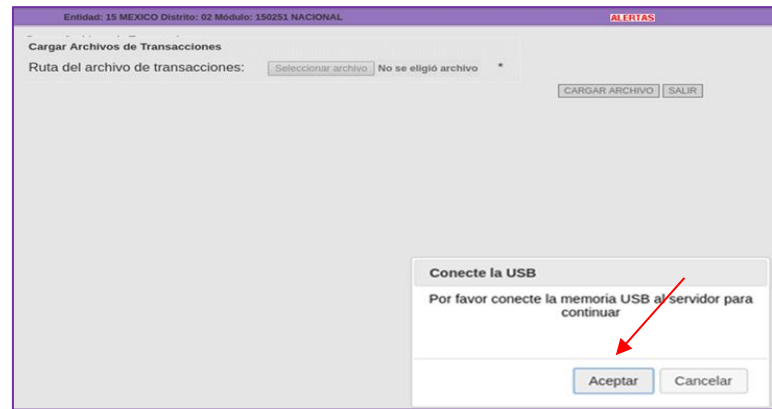 Entidad: 15 MEXICO Distrito: 02 Módulo: 150251 NACIONAL
ALERTAS
Cargar Archivos de Transacciones
Ruta del archivo de transacciones: Seleccionar archivo No se eligió archivo *
CARGAR ARCHIVO SALIR
Conecte la USB
Por favor conecte la memoria USB al servidor para
continuar
Aceptar Cancelar